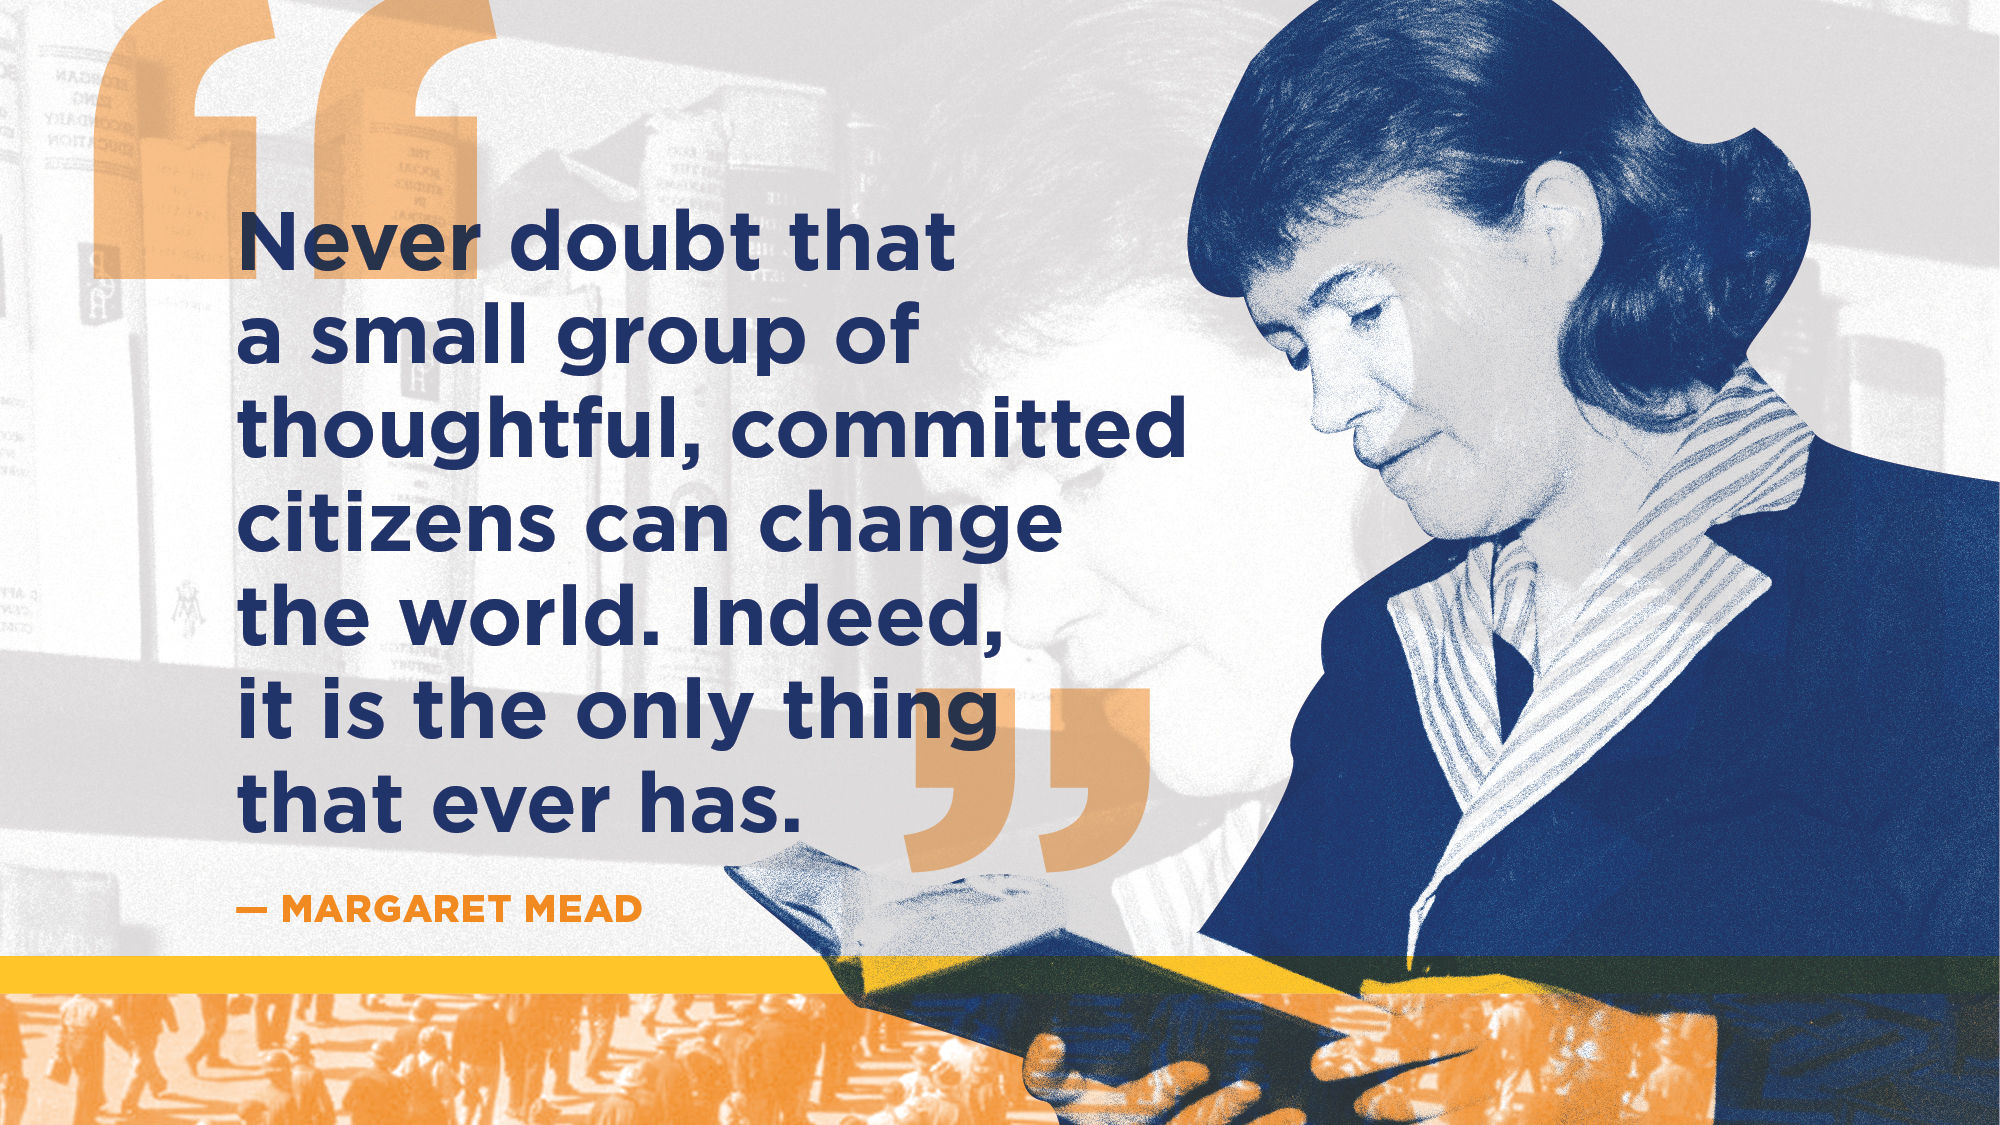 Never doubt that
a small group of
thoughtful, committed
citizens can change
the world. Indeed,
it is the only thing
that ever has.
— MARGARET MEAD